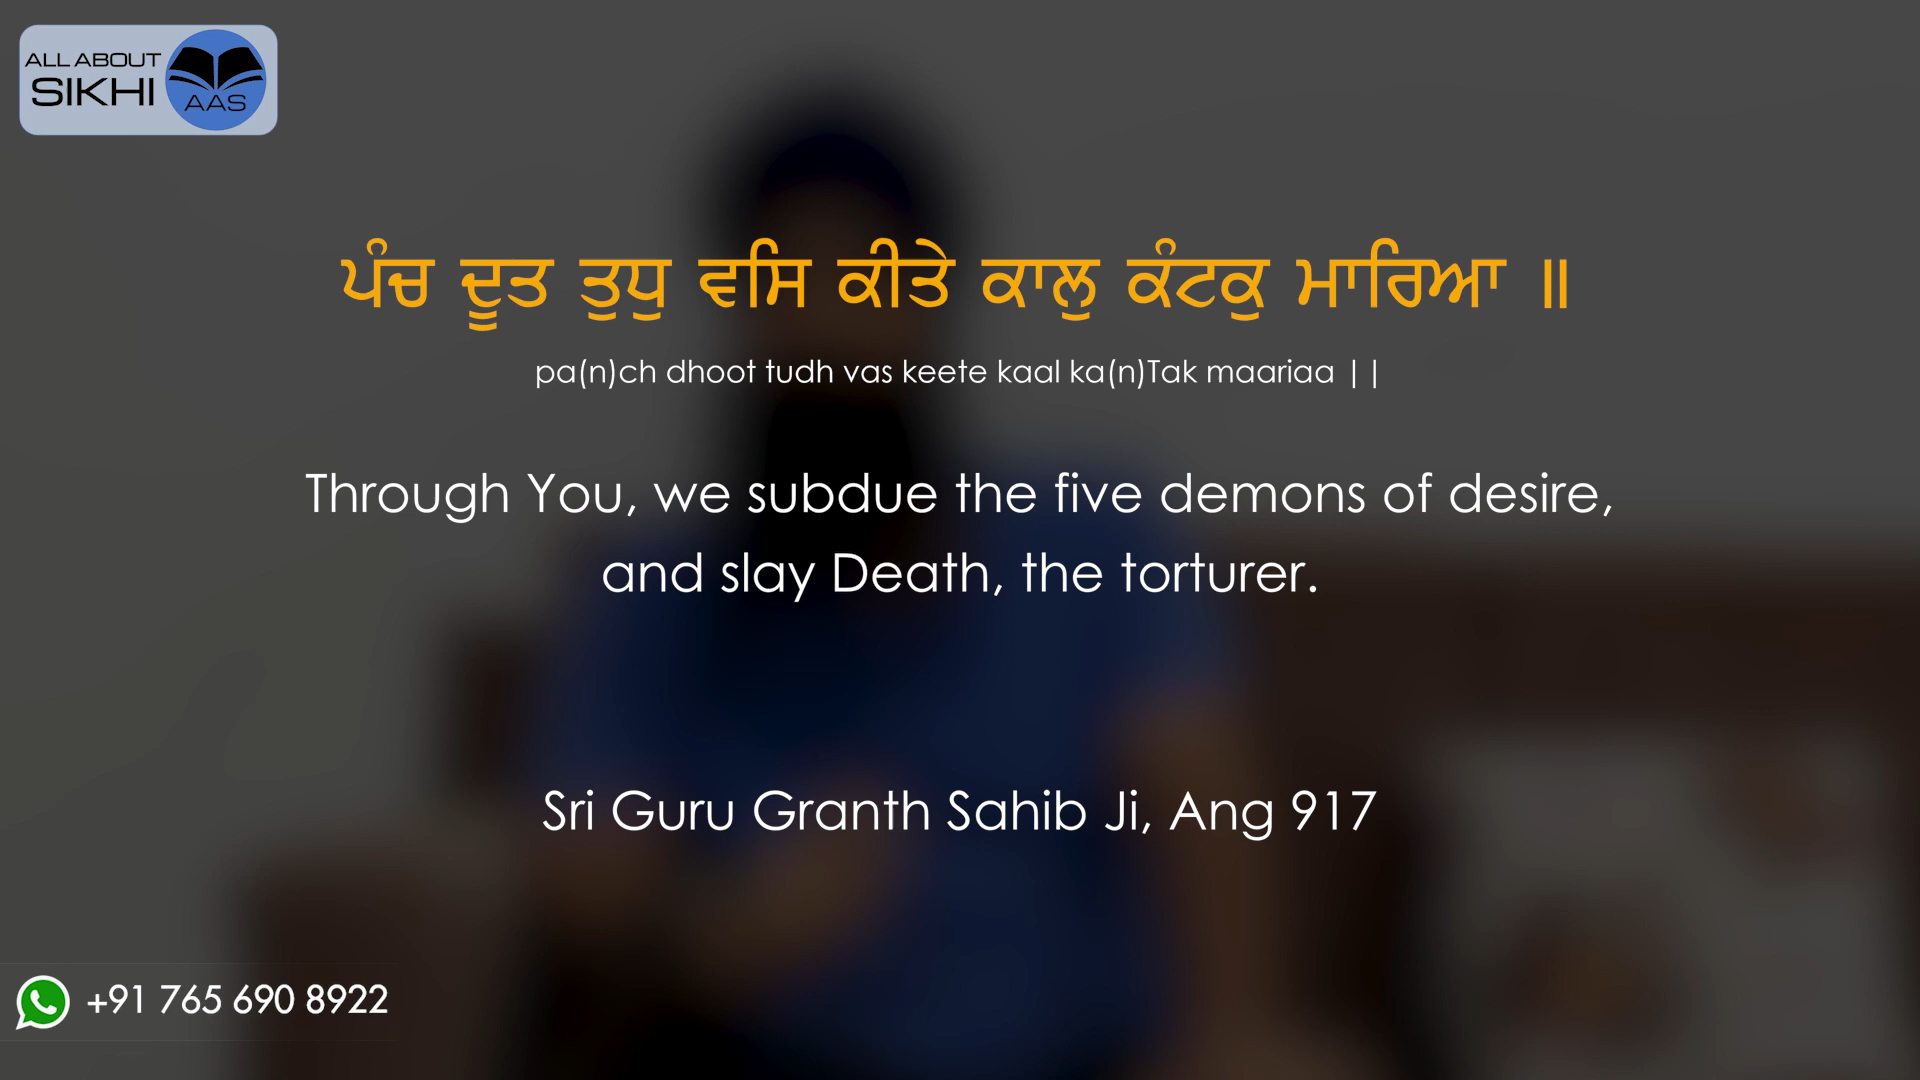 ALL ABOUT
SIKHI
AAS
ਪੰਚ ਦੂਤ ਤੁਧੁ ਵਸਿ ਕੀਤੇ ਕਾਲੁ ਕੰਟਕੁ ਮਾਰਿਆ ॥
pa(n)ch dhoot tudh vas keete kaal ka(n)Tak maariaa ||
Through You, we subdue the five demons of desire,
and slay Death, the torturer.
Sri Guru Granth Sahib Ji, Ang 917
+91 765 690 8922